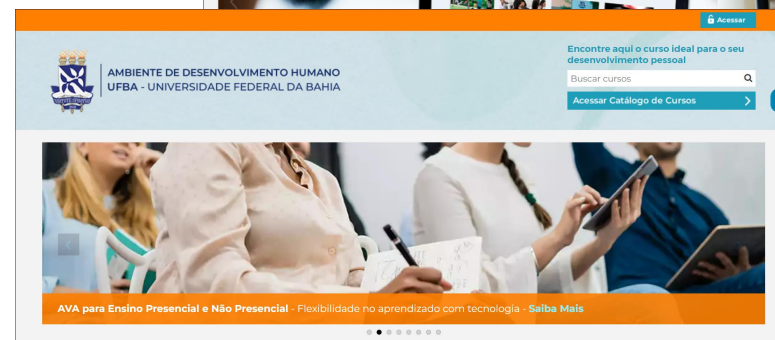 Acessar
Encontre aqui o curso ideal para o seu
desenvolvimento pessoal
AMBIENTE DE DESENVOLVIMENTO HUMANO
UFBA - UNIVERSIDADE FEDERAL DA BAHIA
Buscar cursos
Acessar Catálogo de Cursos
AVA para Ensino Presencial e Não Presencial - Flexibilidade no aprendizado com tecnologia - Saiba Mais